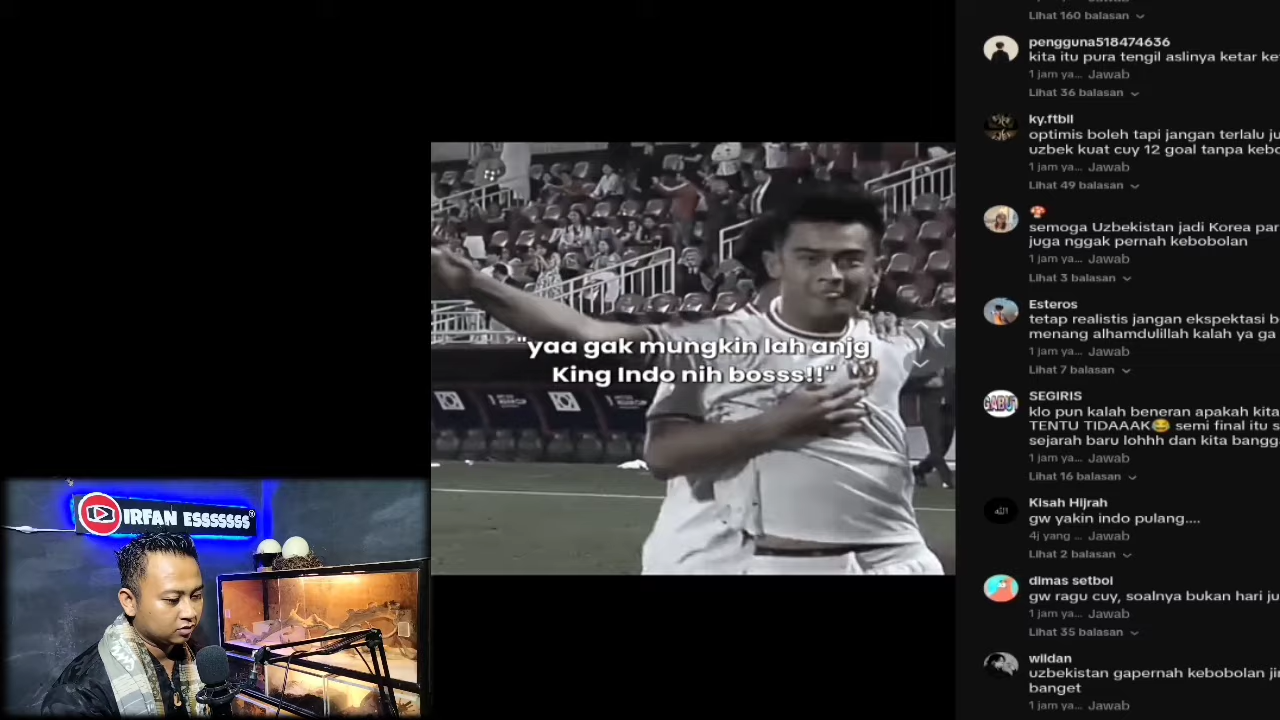 IRFAN ESSSSSSS®
"yaa gak mungkin lah anjg
King Indo nih bosss!!"
Lihat 160 balasan
pengguna518474636
kita itu pura tengil aslinya ketar
1 jam ya... Jawab
Lihat 36 balasan
ky.ftbll
optimis boleh tapi jangan terlalu
uzbek kuat cuy 12 goal tanpa
1 jam ya... Jawab
Lihat 49 balasan
semoga Uzbekistan jadi Korea
juga nggak pernah kebobolan
1 jam ya... Jawab
Lihat 3 balasan
Esteros
tetap realistis jangan ekspektasi
menang alhamdulillah kalah ya ga
1 jam ya... Jawab
Lihat 7 balasan
GABUT
SEGIRIS
klo pun kalah beneran apakah kita
TENTU TIDAAAK😂 semi final itu
sejarah baru lohhh dan kita
1 jam ya... Jawab
Lihat 16 balasan
Kisah Hijrah
gw yakin indo pulang....
4j yang ... Jawab
Lihat 2 balasan
dimas setbol
gw ragu cuy, soalnya bukan hari
1 jam ya... Jawab
Lihat 35 balasan
wildan
uzbekistan gapernah kebobolan
banget
1 jam ya... Jawab